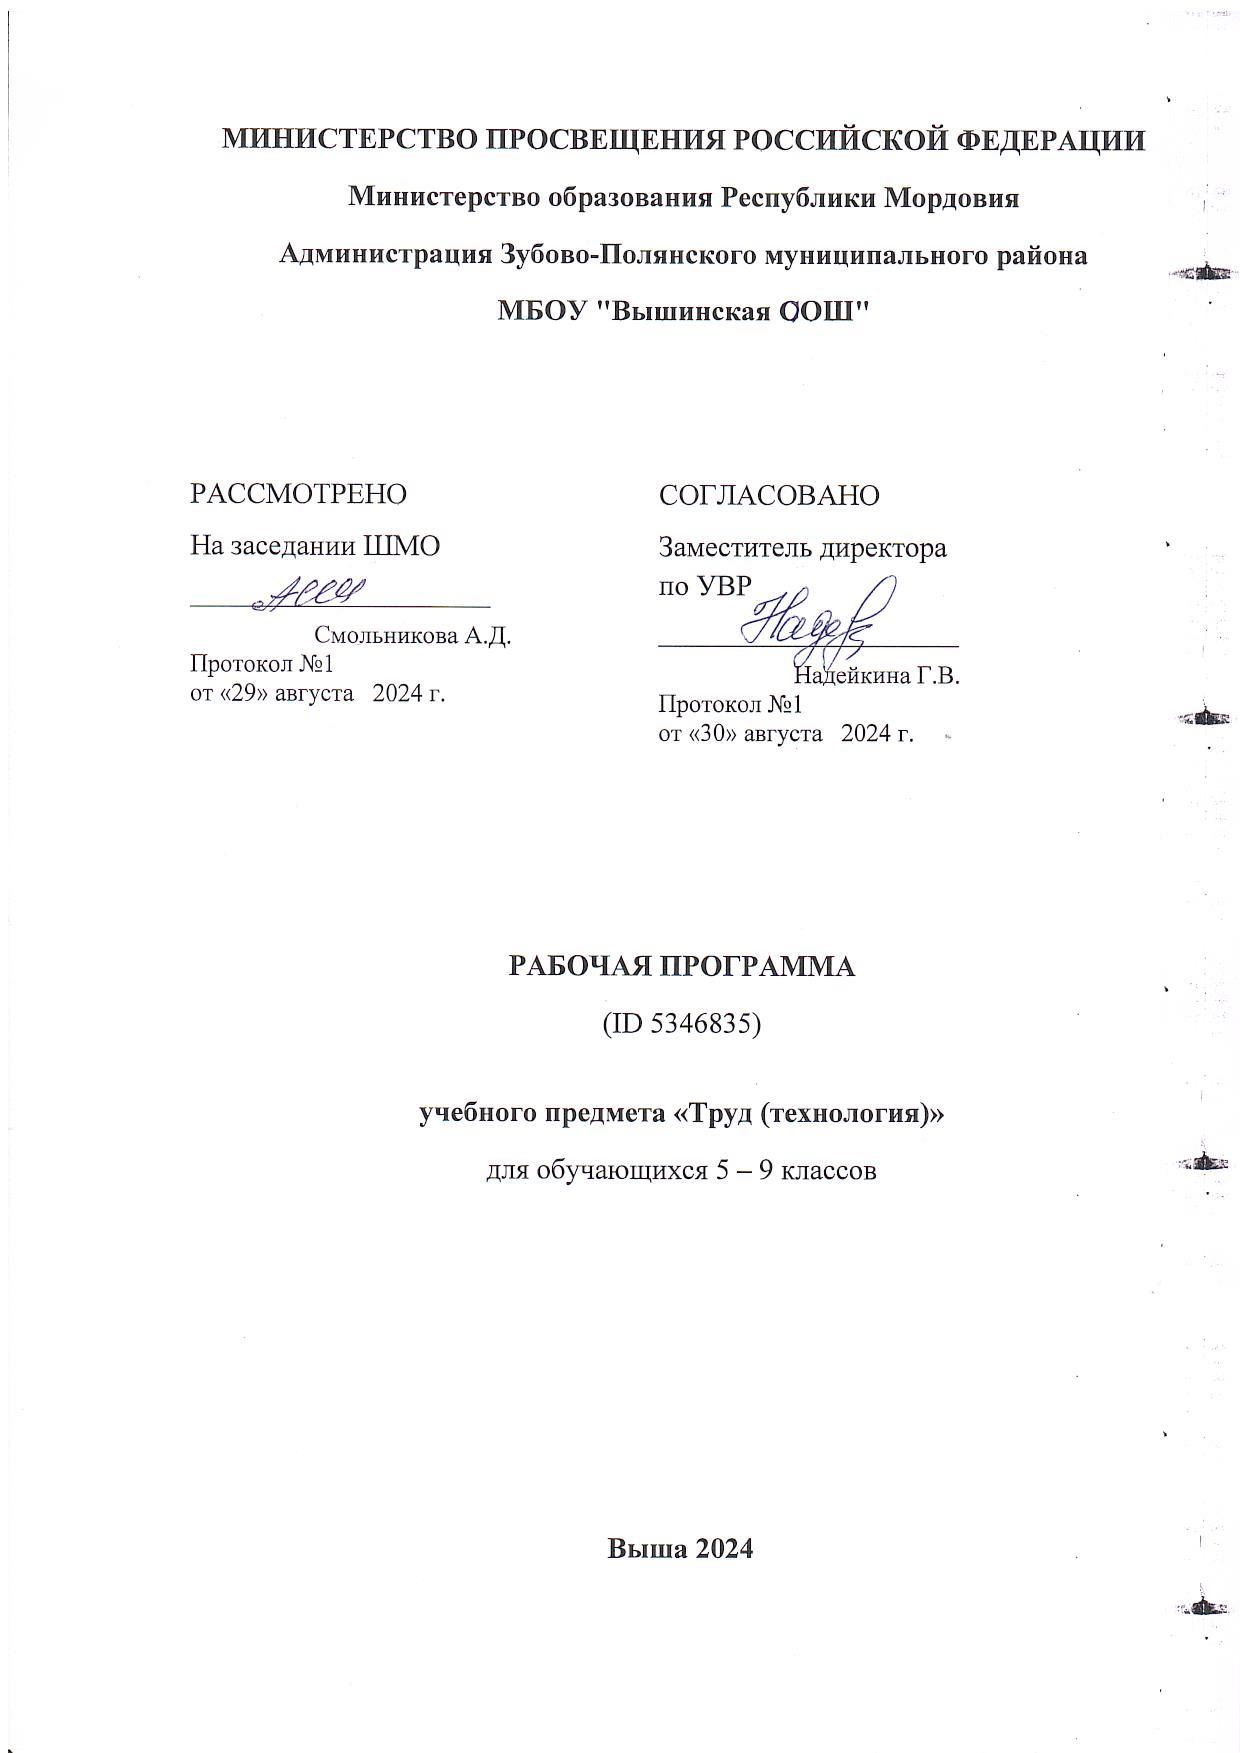 МИНИСТЕРСТВО ПРОСВЕЩЕНИЯ РОССИЙСКОЙ ФЕДЕРАЦИИ
Министерство образования Республики Мордовия
Администрация Зубово-Полянского муниципального района
МБОУ "Вышинская ООШ"
РАССМОТРЕНО
На заседании ШМО
Смольникова А.Д.
Протокол №1
от «29» августа 2024 г.
СОГЛАСОВАНО
Заместитель директора
по УВР
Надейкина Г.В.
Протокол №1
от «30» августа 2024 г.
РАБОЧАЯ ПРОГРАММА
(ID 5346835)
учебного предмета «Труд (технология)»
для обучающихся 5 – 9 классов
Выша 2024